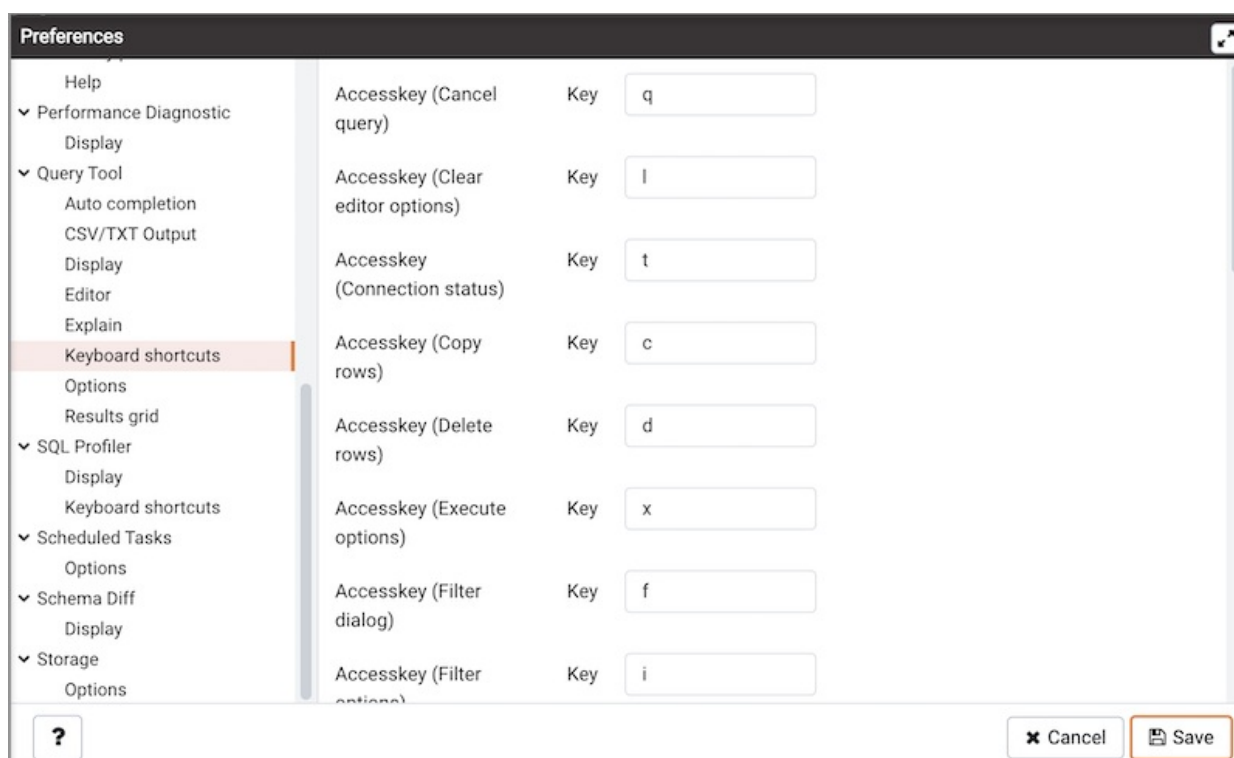 Preferences
Help
Performance Diagnostic
Display
Query Tool
Auto completion
CSV/TXT Output
Display
Editor
Explain
Keyboard shortcuts
Options
Results grid
SQL Profiler
Display
Keyboard shortcuts
Scheduled Tasks
Options
Schema Diff
Display
Storage
Options
Accesskey (Cancel Key q
query)
Accesskey (Clear Key l
editor options)
Accesskey Key t
(Connection status)
Accesskey (Copy Key c
rows)
Accesskey (Delete Key d
rows)
Accesskey (Execute Key x
options)
Accesskey (Filter Key f
dialog)
Accesskey (Filter Key i
options)
? Cancel Save